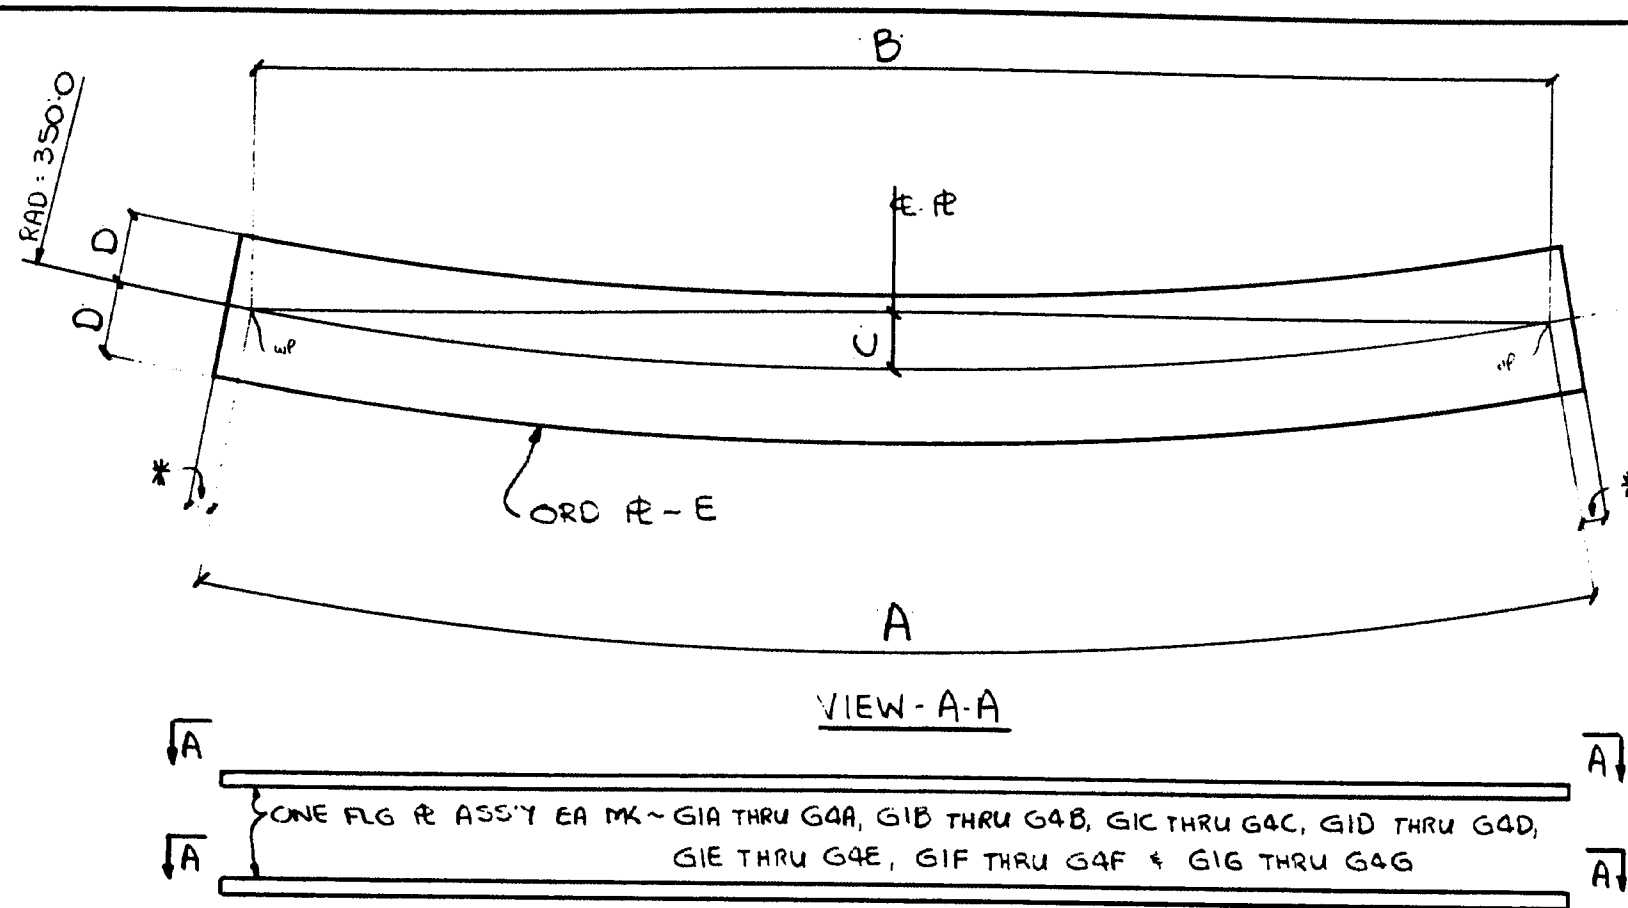 B
RAD: 350:0
℄ ⅊
D
D
C
WP
WP
*
*
ORD ⅊ ~ E
A
VIEW - A-A
A
A
ONE FLG ⅊ ASS'Y EA MK ~ G1A THRU G4A, G1B THRU G4B, G1C THRU G4C, G1D THRU G4D,
G1E THRU G4E, G1F THRU G4F & G1G THRU G4G
A
A